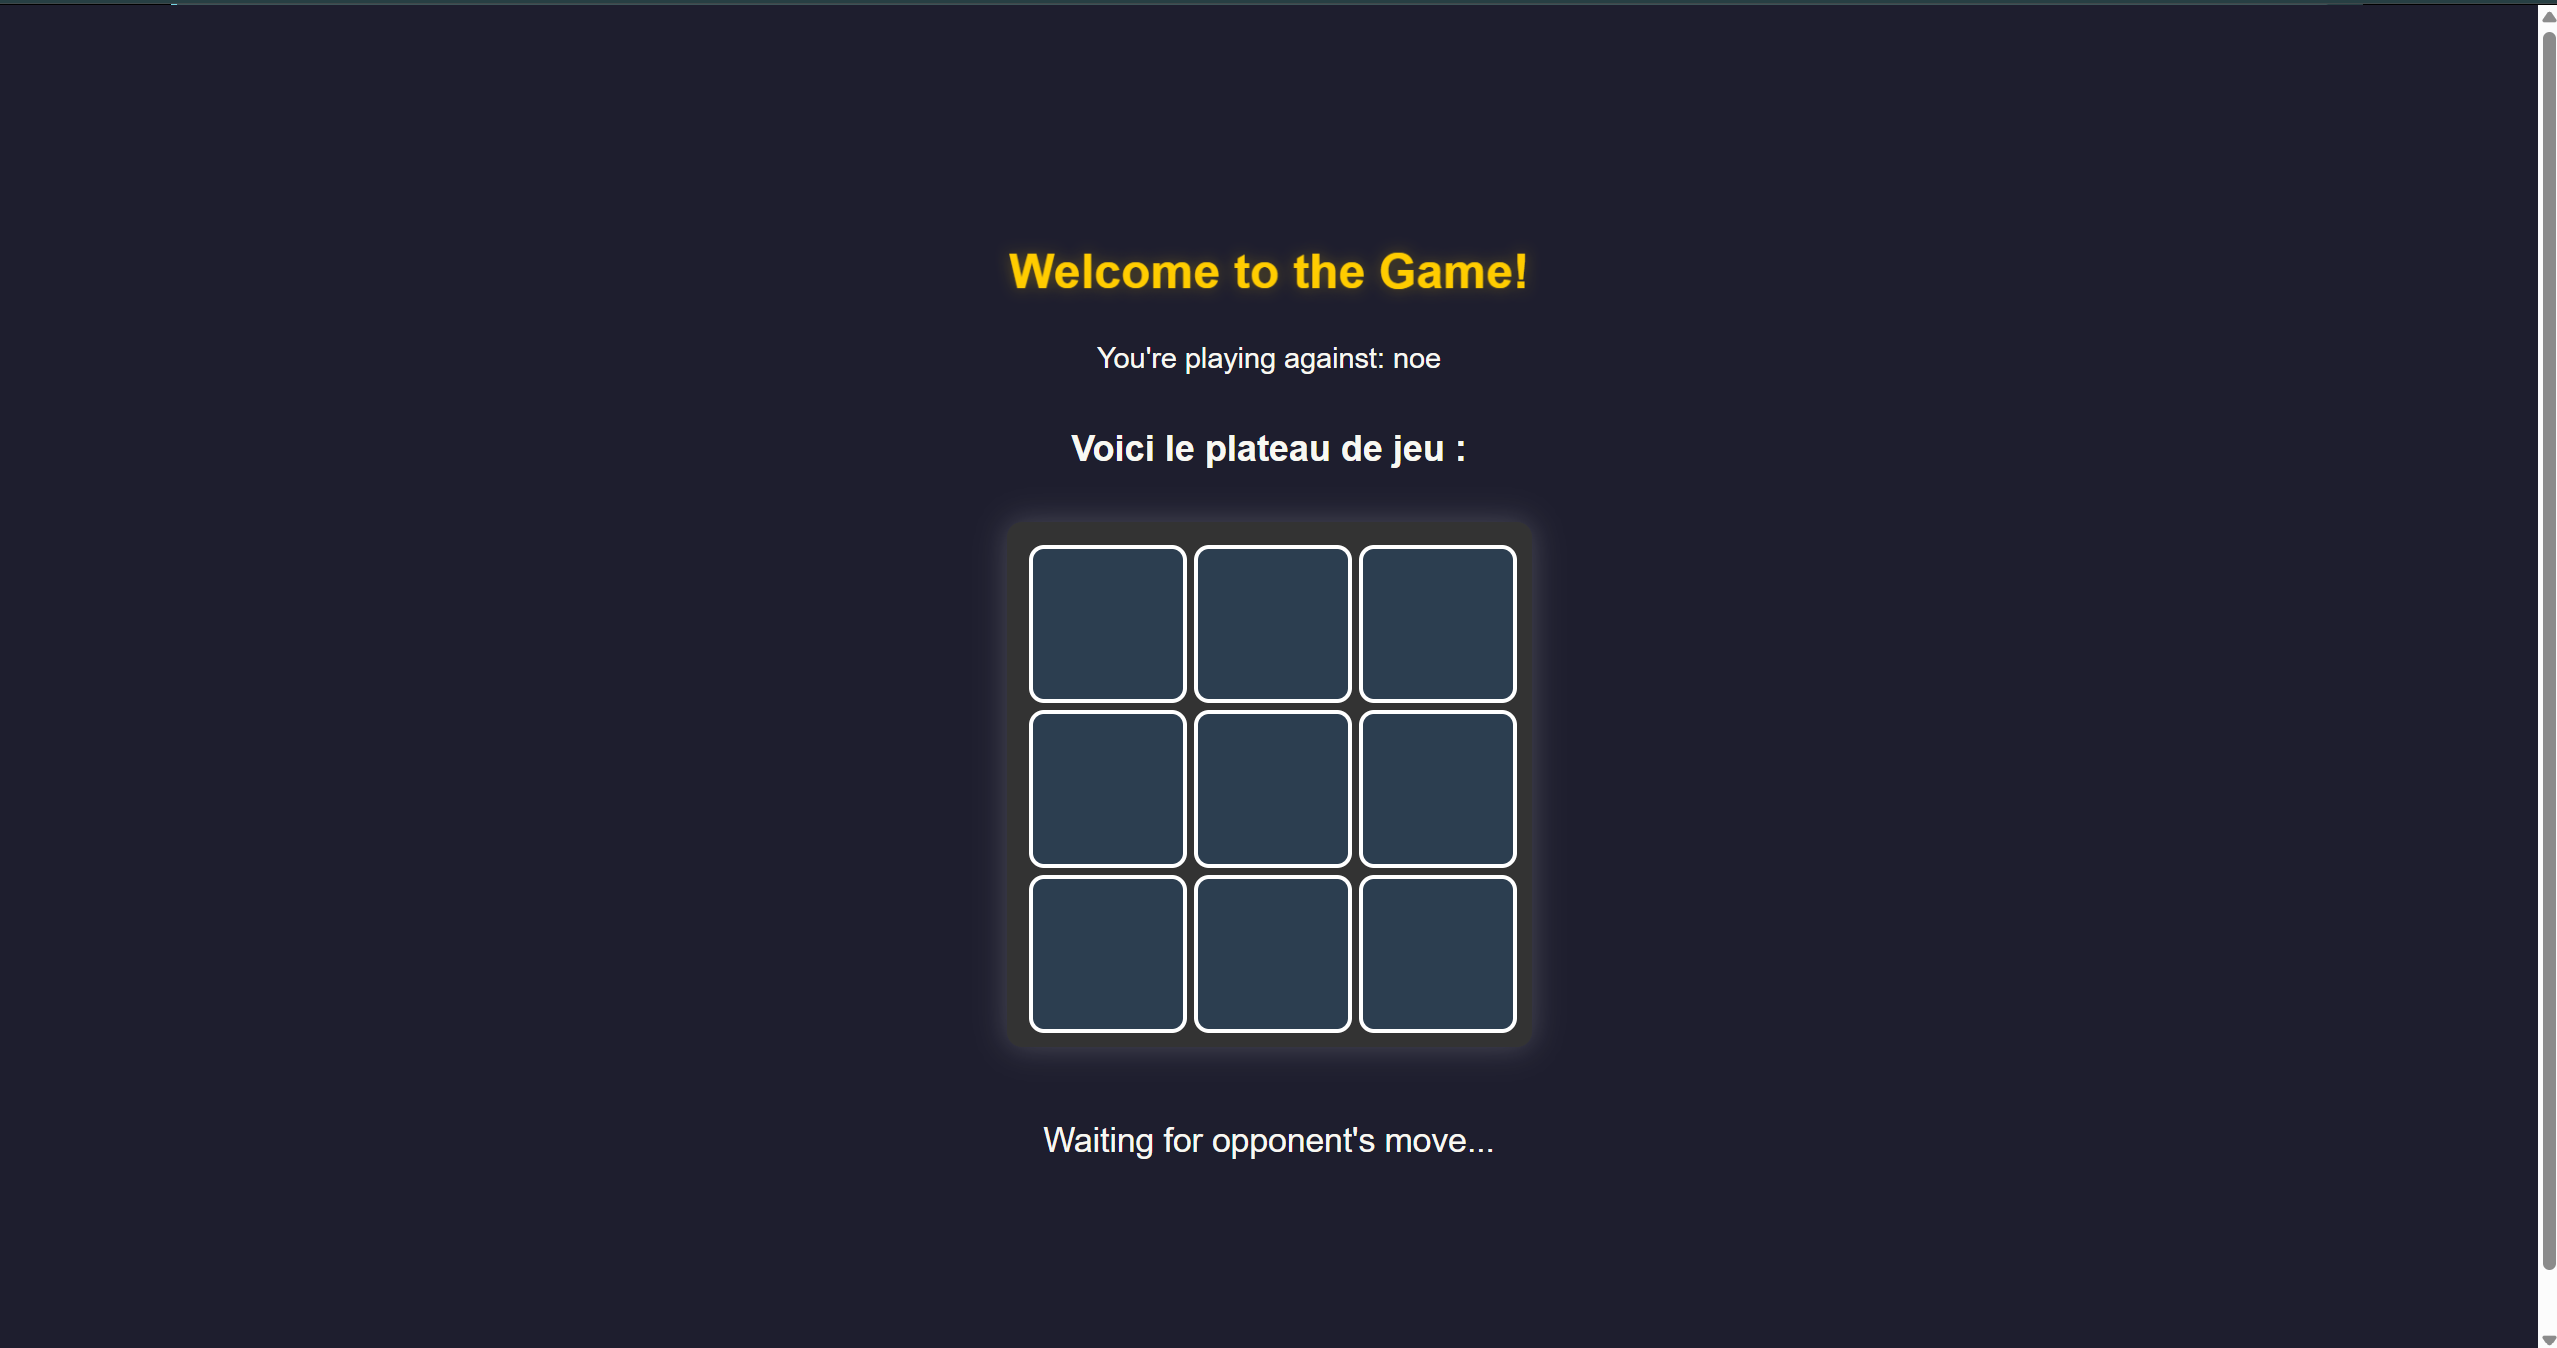 Welcome to the Game!
You're playing against: noe
Voici le plateau de jeu :
Waiting for opponent's move...